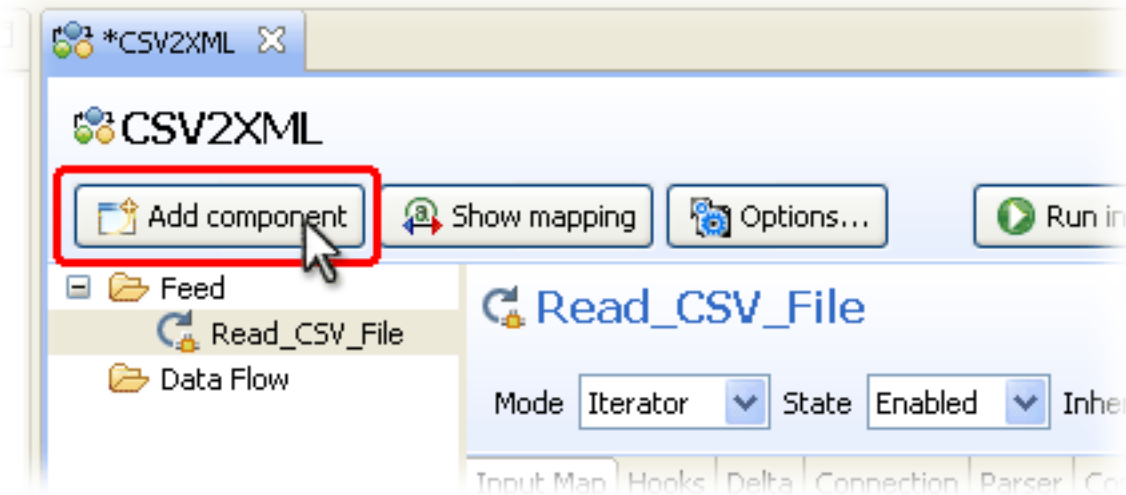 *CSV2XML
CSV2XML
Add component Show mapping Options... Run in
Feed
Read_CSV_File
Data Flow
Read_CSV_File
Mode Iterator State Enabled
Input Map Hooks Delta Connection Parser